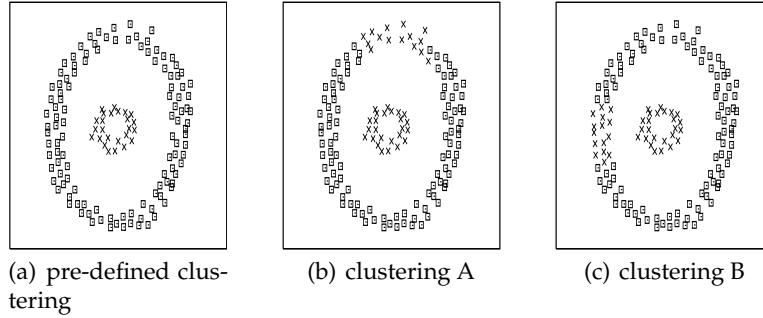 (a) pre-defined clus-
tering
(b) clustering A
(c) clustering B